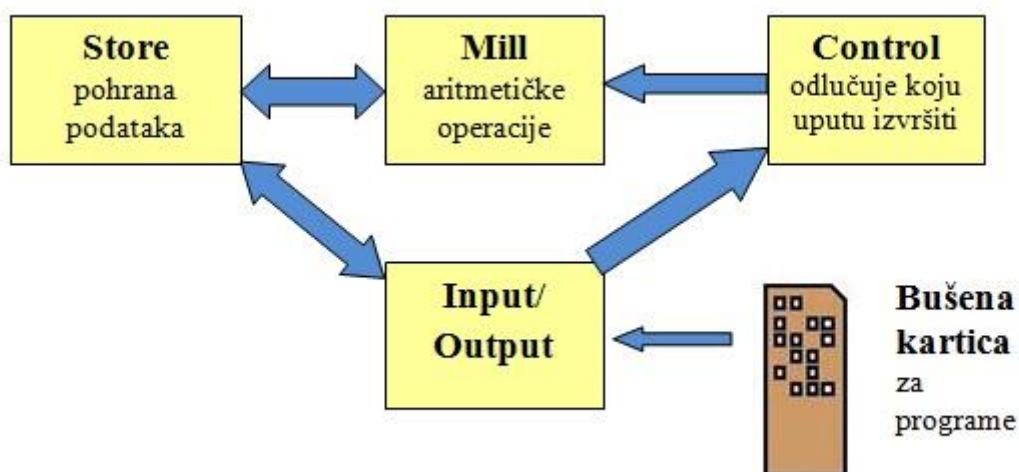 Store
pohrana
podataka
Mill
aritmetičke
operacije
Control
odlučuje koju
uputu izvršiti
Input/
Output
Bušena
kartica
za
programe